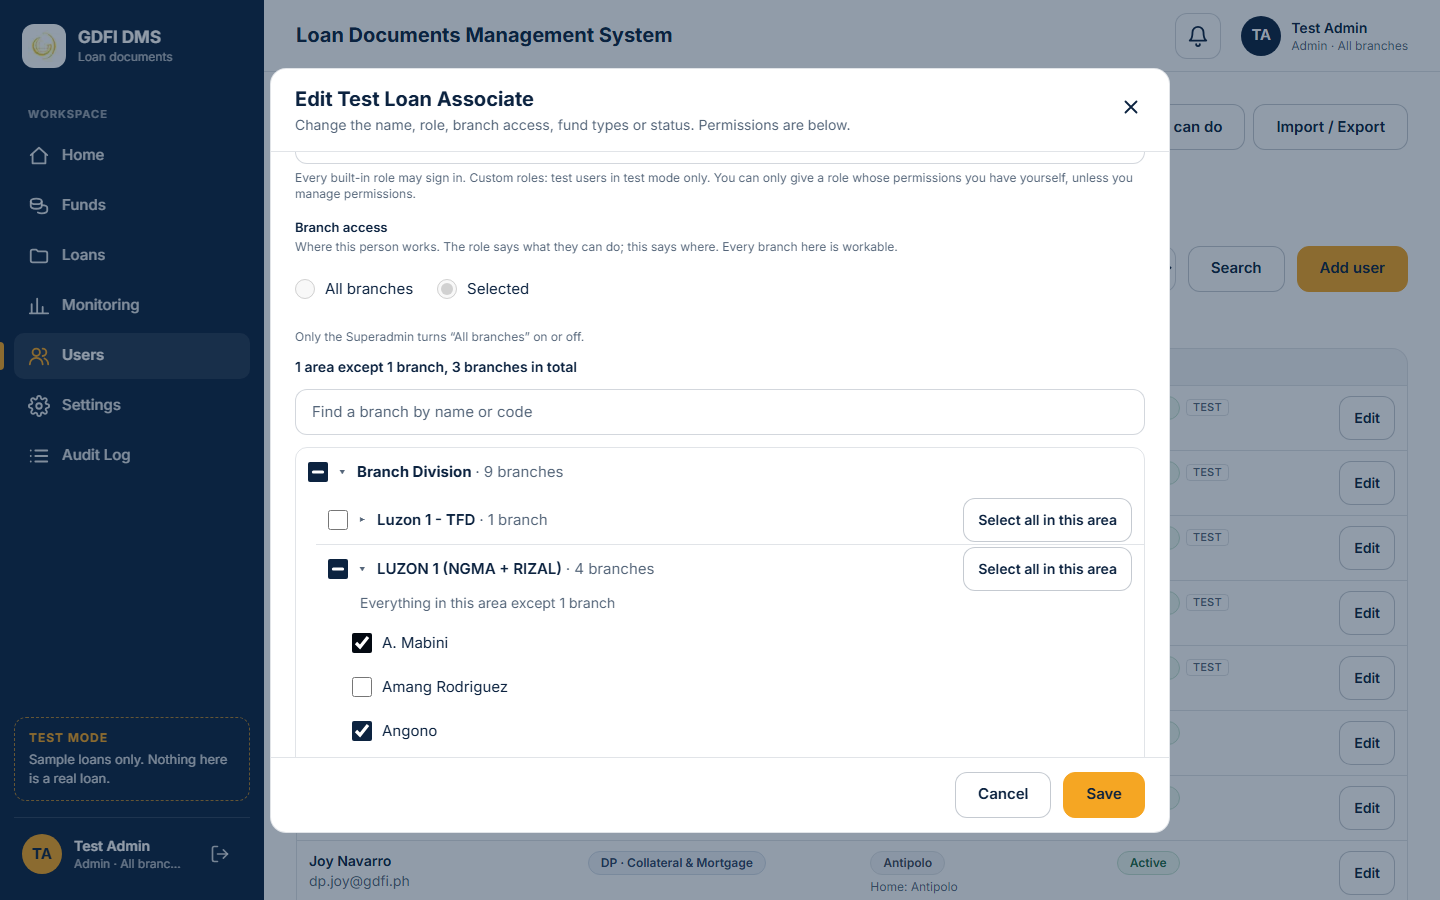 GDFI DMS
Loan documents
WORKSPACE
Home
Funds
Loans
Monitoring
Users
Settings
Audit Log
TEST MODE
Sample loans only. Nothing here
is a real loan.
TA
Test Admin
Admin · All branc...
Loan Documents Management System
TA
Test Admin
Admin · All branches
can do
Import / Export
Search
Add user
Edit Test Loan Associate
Change the name, role, branch access, fund types or status. Permissions are below.
Every built-in role may sign in. Custom roles: test users in test mode only. You can only give a role whose permissions you have yourself, unless you
manage permissions.
Branch access
Where this person works. The role says what they can do; this says where. Every branch here is workable.
All branches
Selected
Only the Superadmin turns “All branches” on or off.
1 area except 1 branch, 3 branches in total
Find a branch by name or code
Branch Division · 9 branches
Luzon 1 - TFD · 1 branch
Select all in this area
LUZON 1 (NGMA + RIZAL) · 4 branches
Select all in this area
Everything in this area except 1 branch
A. Mabini
Amang Rodriguez
Angono
Cancel
Save
TEST
Edit
TEST
Edit
TEST
Edit
TEST
Edit
TEST
Edit
Edit
Edit
Joy Navarro
dp.joy@gdfi.ph
DP · Collateral & Mortgage
Antipolo
Home: Antipolo
Active
Edit